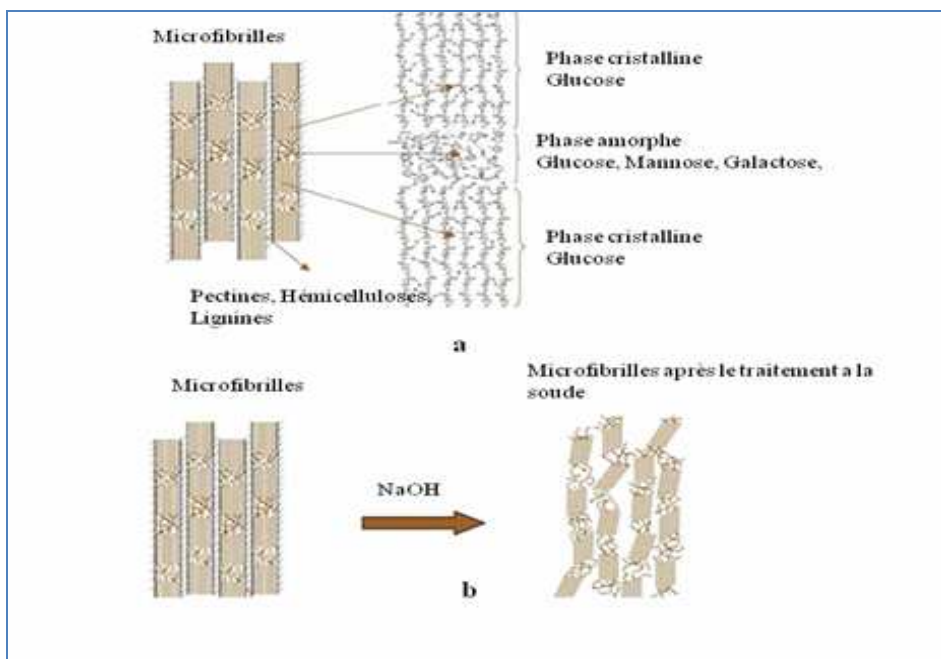 Microfibrilles
Phase cristalline
Glucose
Phase amorphe
Glucose, Mannose, Galactose,
Phase cristalline
Glucose
Pectines, Hémicelluloses,
Lignines
a
Microfibrilles
Microfibrilles après le traitement a la
soude
NaOH
b